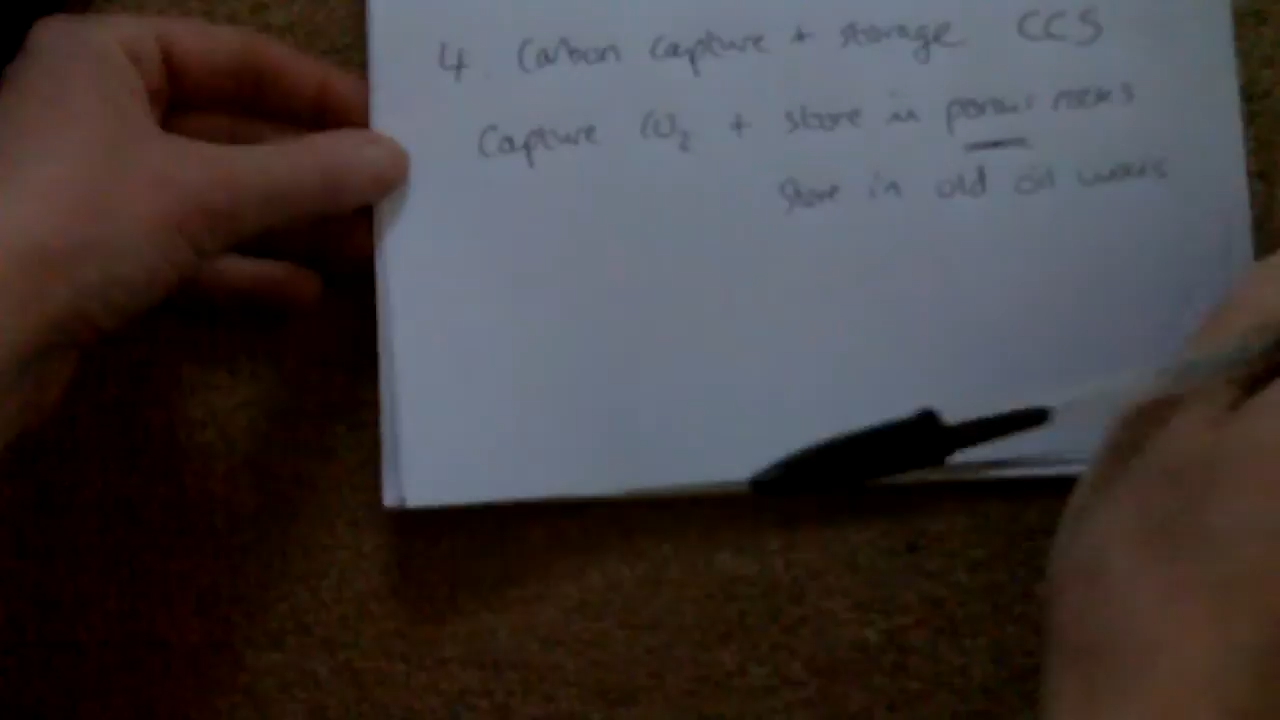 4 Carbon capture + storage CCS
Capture CO2 + store in porous rocks
Store in old oil wells